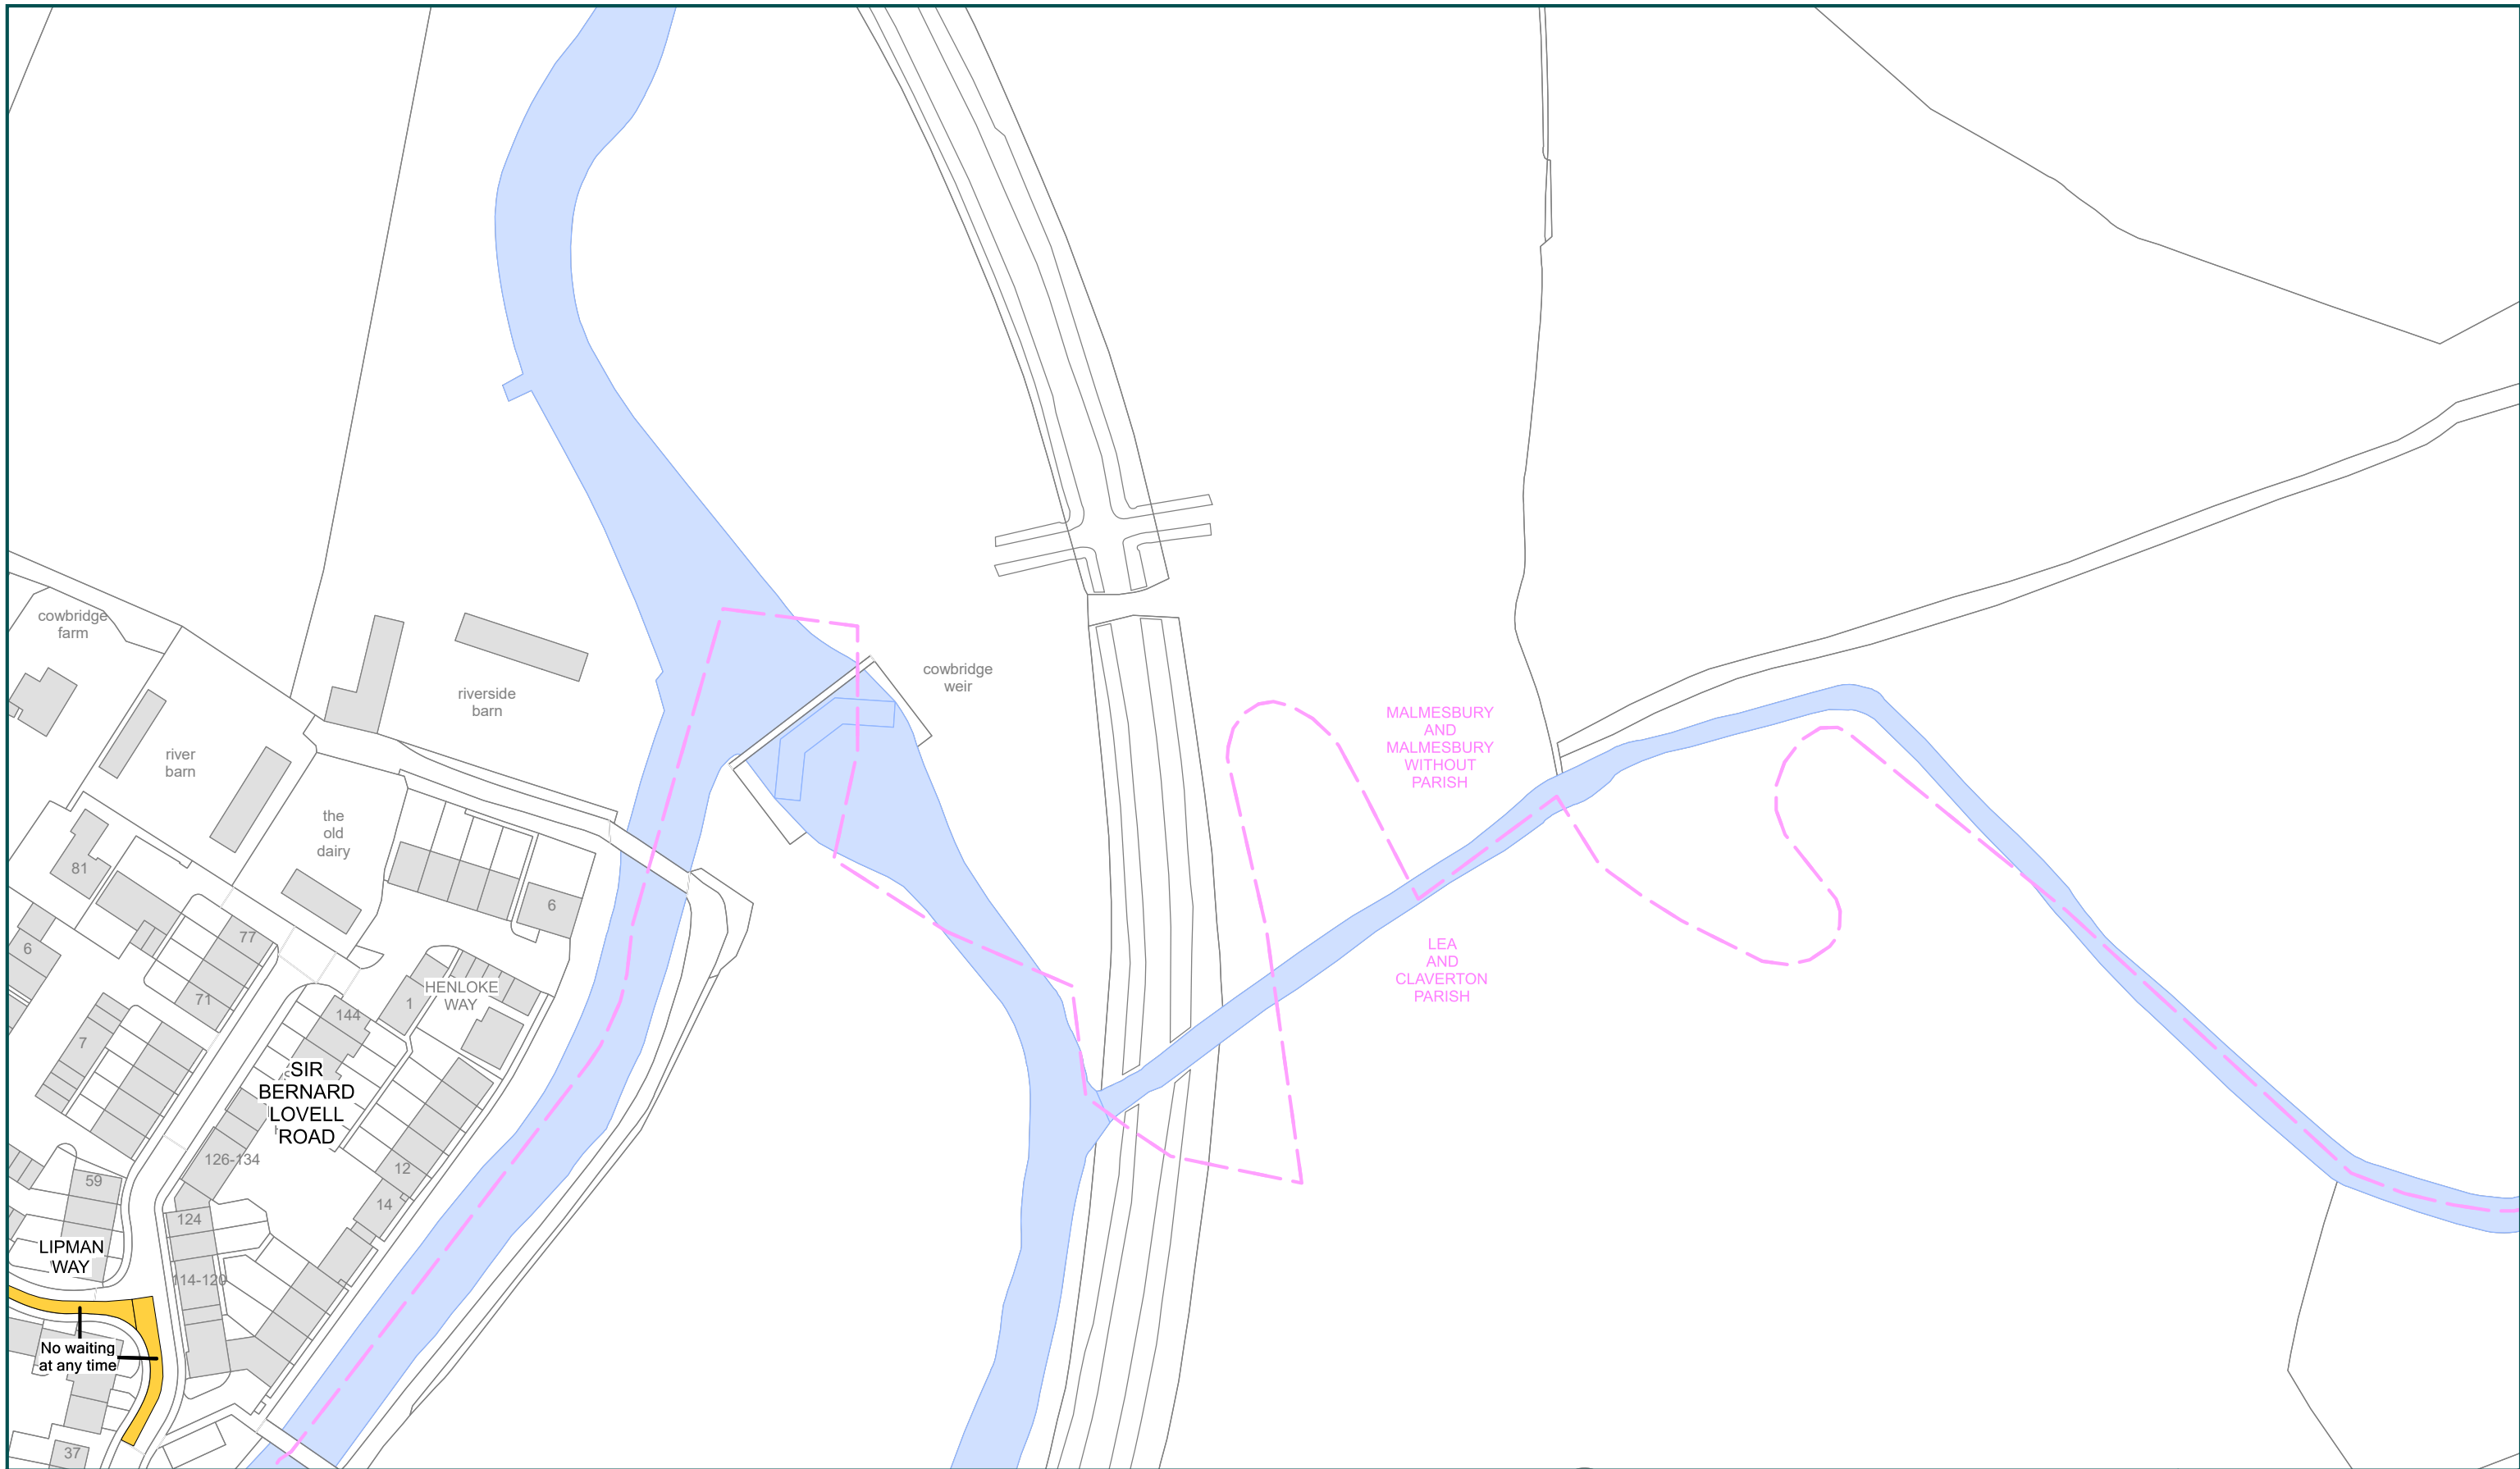 cowbridge
farm
riverside
barn
cowbridge
weir
river
barn
the
old
dairy
MALMESBURY
AND
MALMESBURY
WITHOUT
PARISH
LEA
AND
CLAVERTON
PARISH
81
6
77
6
71
HENLOKE
WAY
1
144
7
SIR
BERNARD
LOVELL
ROAD
126-134
12
59
14
124
LIPMAN
WAY
114-120
No waiting
at any time
37